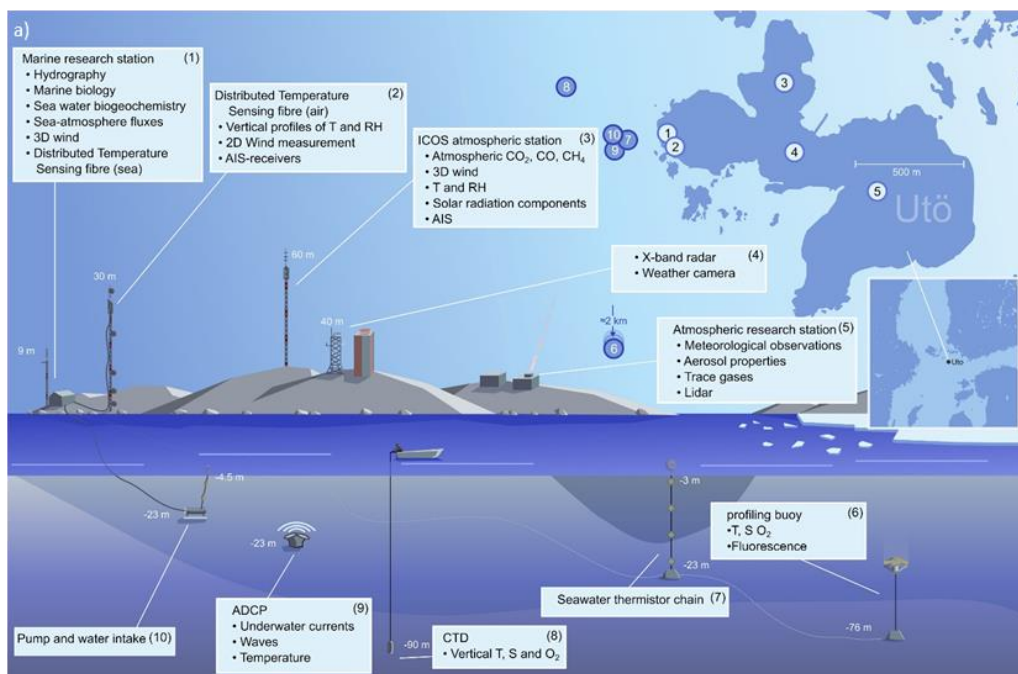 a)
Marine research station (1)
• Hydrography
• Marine biology
• Sea water biogeochemistry
• Sea-atmosphere fluxes
• 3D wind
• Distributed Temperature
Sensing fibre (sea)
Distributed Temperature (2)
Sensing fibre (air)
• Vertical profiles of T and RH
• 2D Wind measurement
• AIS-receivers
ICOS atmospheric station (3)
• Atmospheric CO₂, CO, CH₄
• 3D wind
• T and RH
• Solar radiation components
• AIS
8
10
7
9
1
2
3
4
5
500 m
Utö
• X-band radar (4)
• Weather camera
≈2 km
6
Atmospheric research station (5)
• Meteorological observations
• Aerosol properties
• Trace gases
• Lidar
Utö
9 m
30 m
60 m
40 m
-4.5 m
-23 m
-23 m
-3 m
-23 m
-76 m
-90 m
profiling buoy (6)
•T, S O₂
•Fluorescence
Seawater thermistor chain (7)
Pump and water intake (10)
ADCP (9)
• Underwater currents
• Waves
• Temperature
CTD (8)
• Vertical T, S and O₂